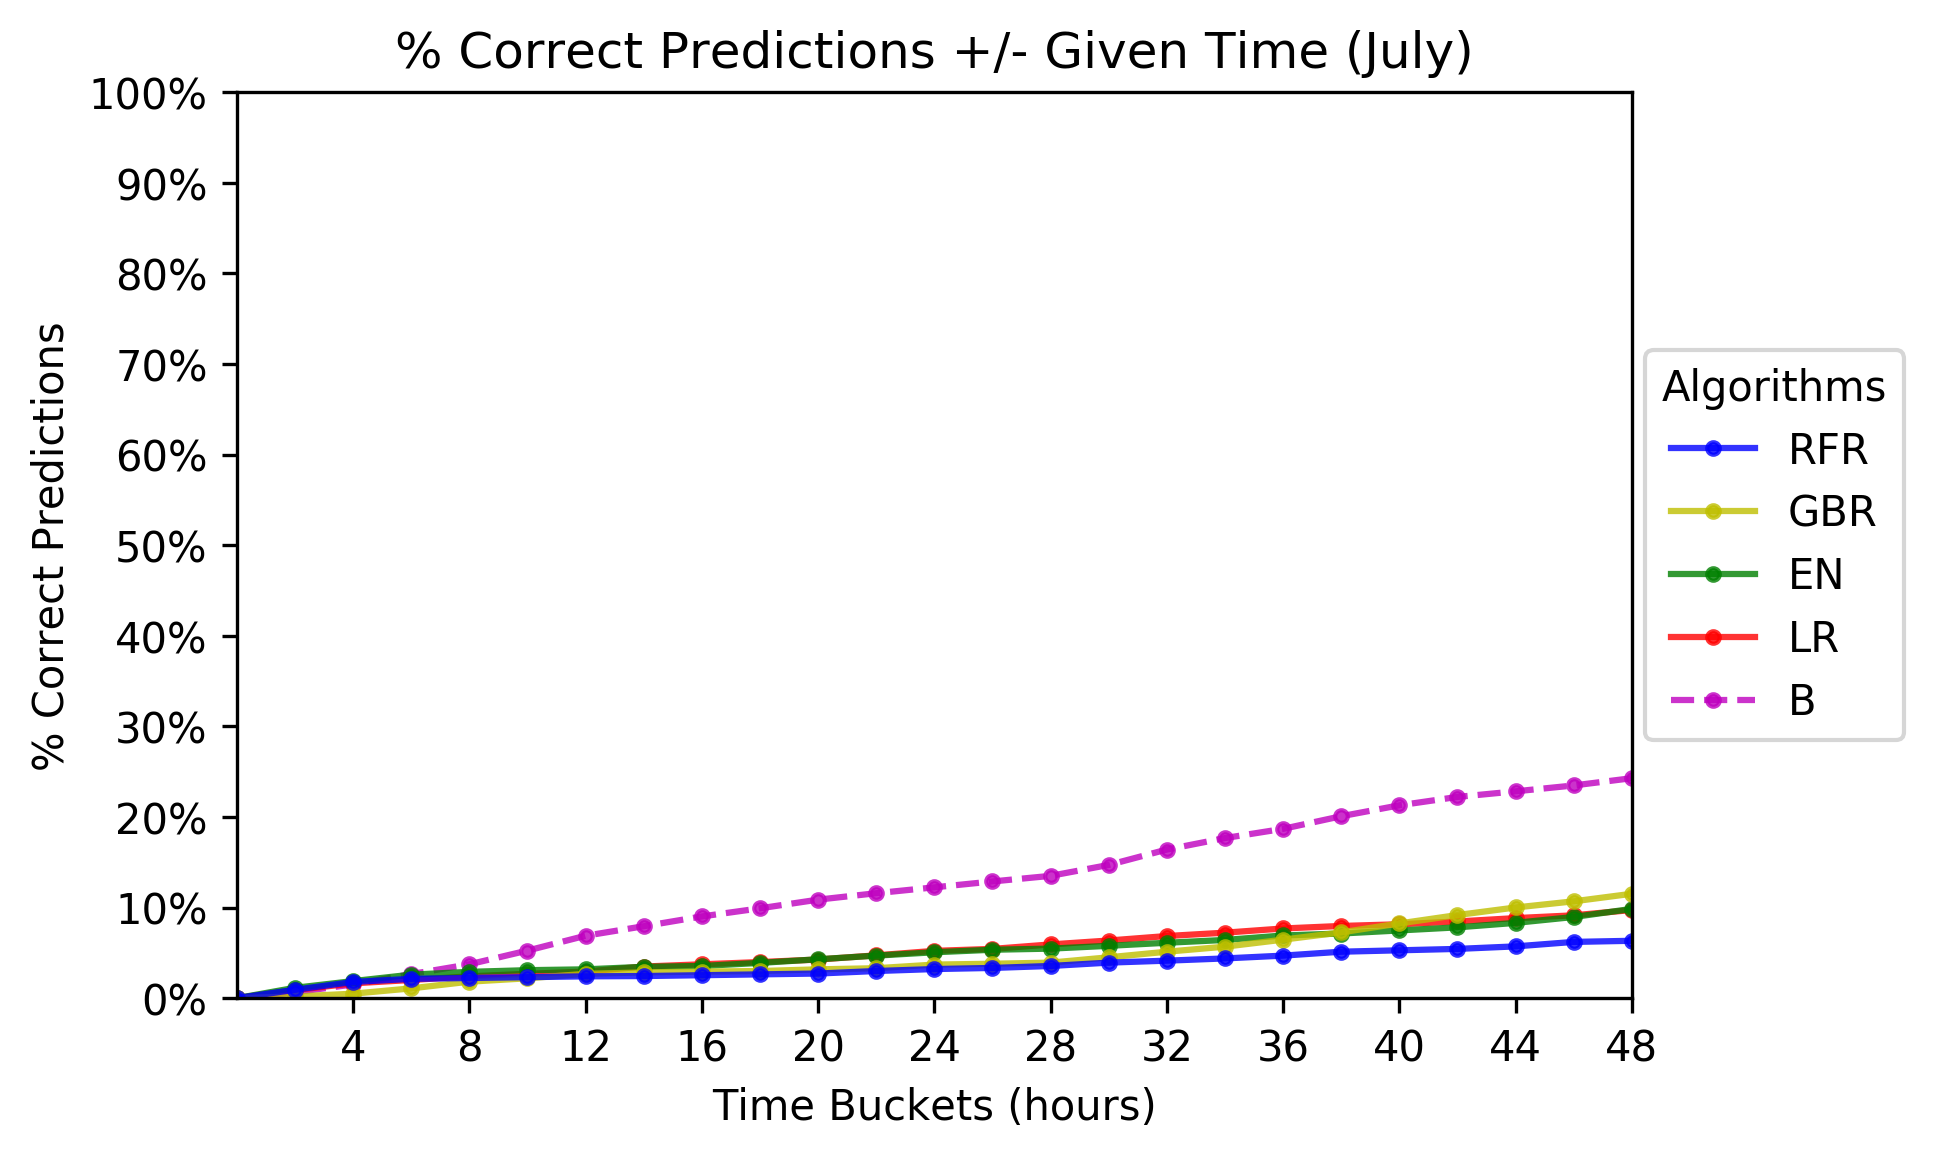 % Correct Predictions +/- Given Time (July)
100%
90%
80%
70%
60%
50%
40%
30%
20%
10%
0%
% Correct Predictions
4 8 12 16 20 24 28 32 36 40 44 48
Time Buckets (hours)
Algorithms
RFR
GBR
EN
LR
B